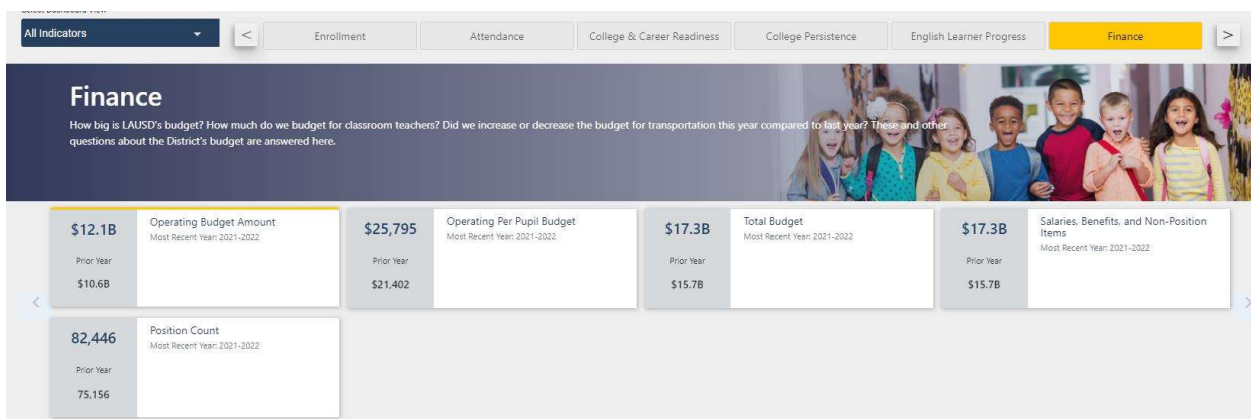 Select Dashboard View
All Indicators
<
Enrollment
Attendance
College & Career Readiness
College Persistence
English Learner Progress
Finance
>
Finance
How big is LAUSD's budget? How much do we budget for classroom teachers? Did we increase or decrease the budget for transportation this year compared to last year? These and other
questions about the District's budget are answered here.
$12.1B
Operating Budget Amount
Most Recent Year: 2021-2022
Prior Year
$10.6B
$25,795
Operating Per Pupil Budget
Most Recent Year: 2021-2022
Prior Year
$21,402
$17.3B
Total Budget
Most Recent Year: 2021-2022
Prior Year
$15.7B
$17.3B
Salaries, Benefits, and Non-Position
Items
Most Recent Year: 2021-2022
Prior Year
$15.7B
82,446
Position Count
Most Recent Year: 2021-2022
Prior Year
75,156